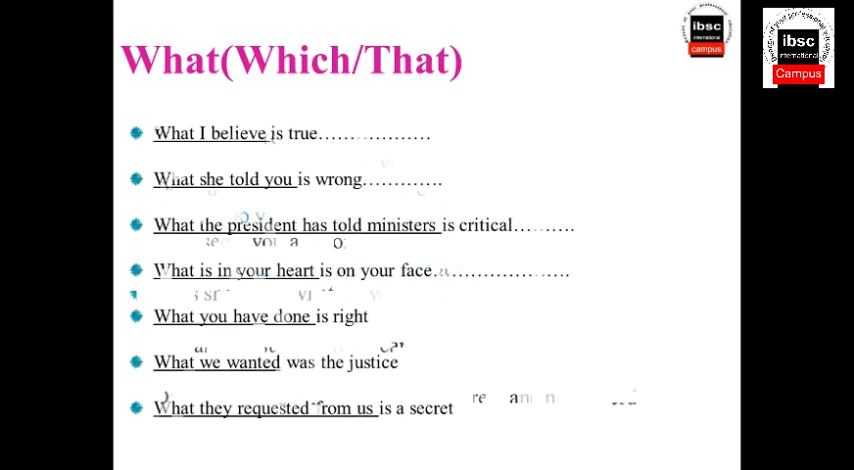 What(Which/That)
ibsc
international
campus
ibsc
international
Campus
What I believe is true………………
What she told you is wrong………….
What the president has told ministers is critical……….
What is in your heart is on your face………………….
What you have done is right
What we wanted was the justice
What they requested from us is a secret